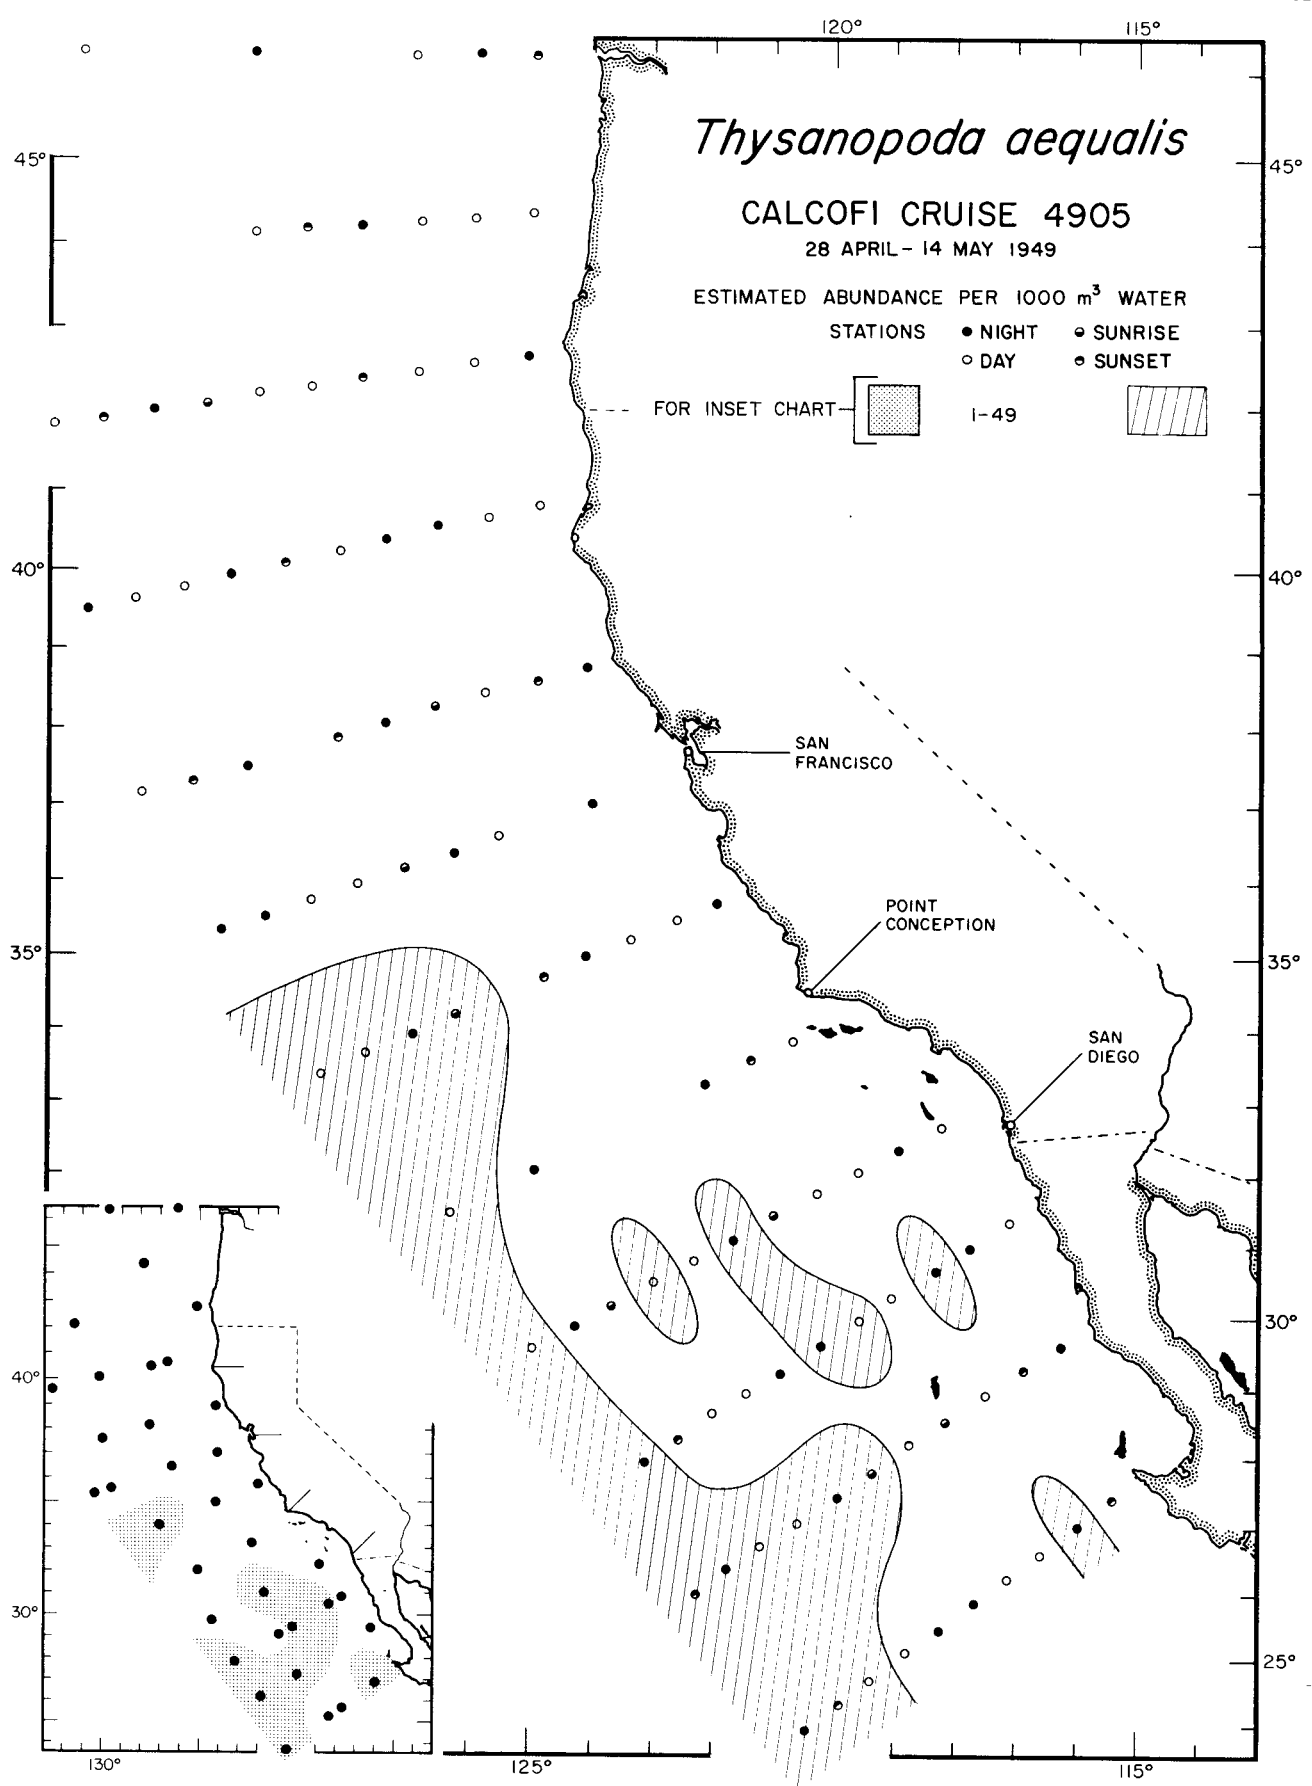 120° 115°
Thysanopoda aequalis
45° 45°
CALCOFI CRUISE 4905
28 APRIL – 14 MAY 1949
ESTIMATED ABUNDANCE PER 1000 m³ WATER
STATIONS ● NIGHT ◒ SUNRISE
○ DAY ◓ SUNSET
FOR INSET CHART 1–49
40° 40°
SAN
FRANCISCO
POINT
CONCEPTION
35° 35°
SAN
DIEGO
30°
40°
30°
25°
130° 125° 115°